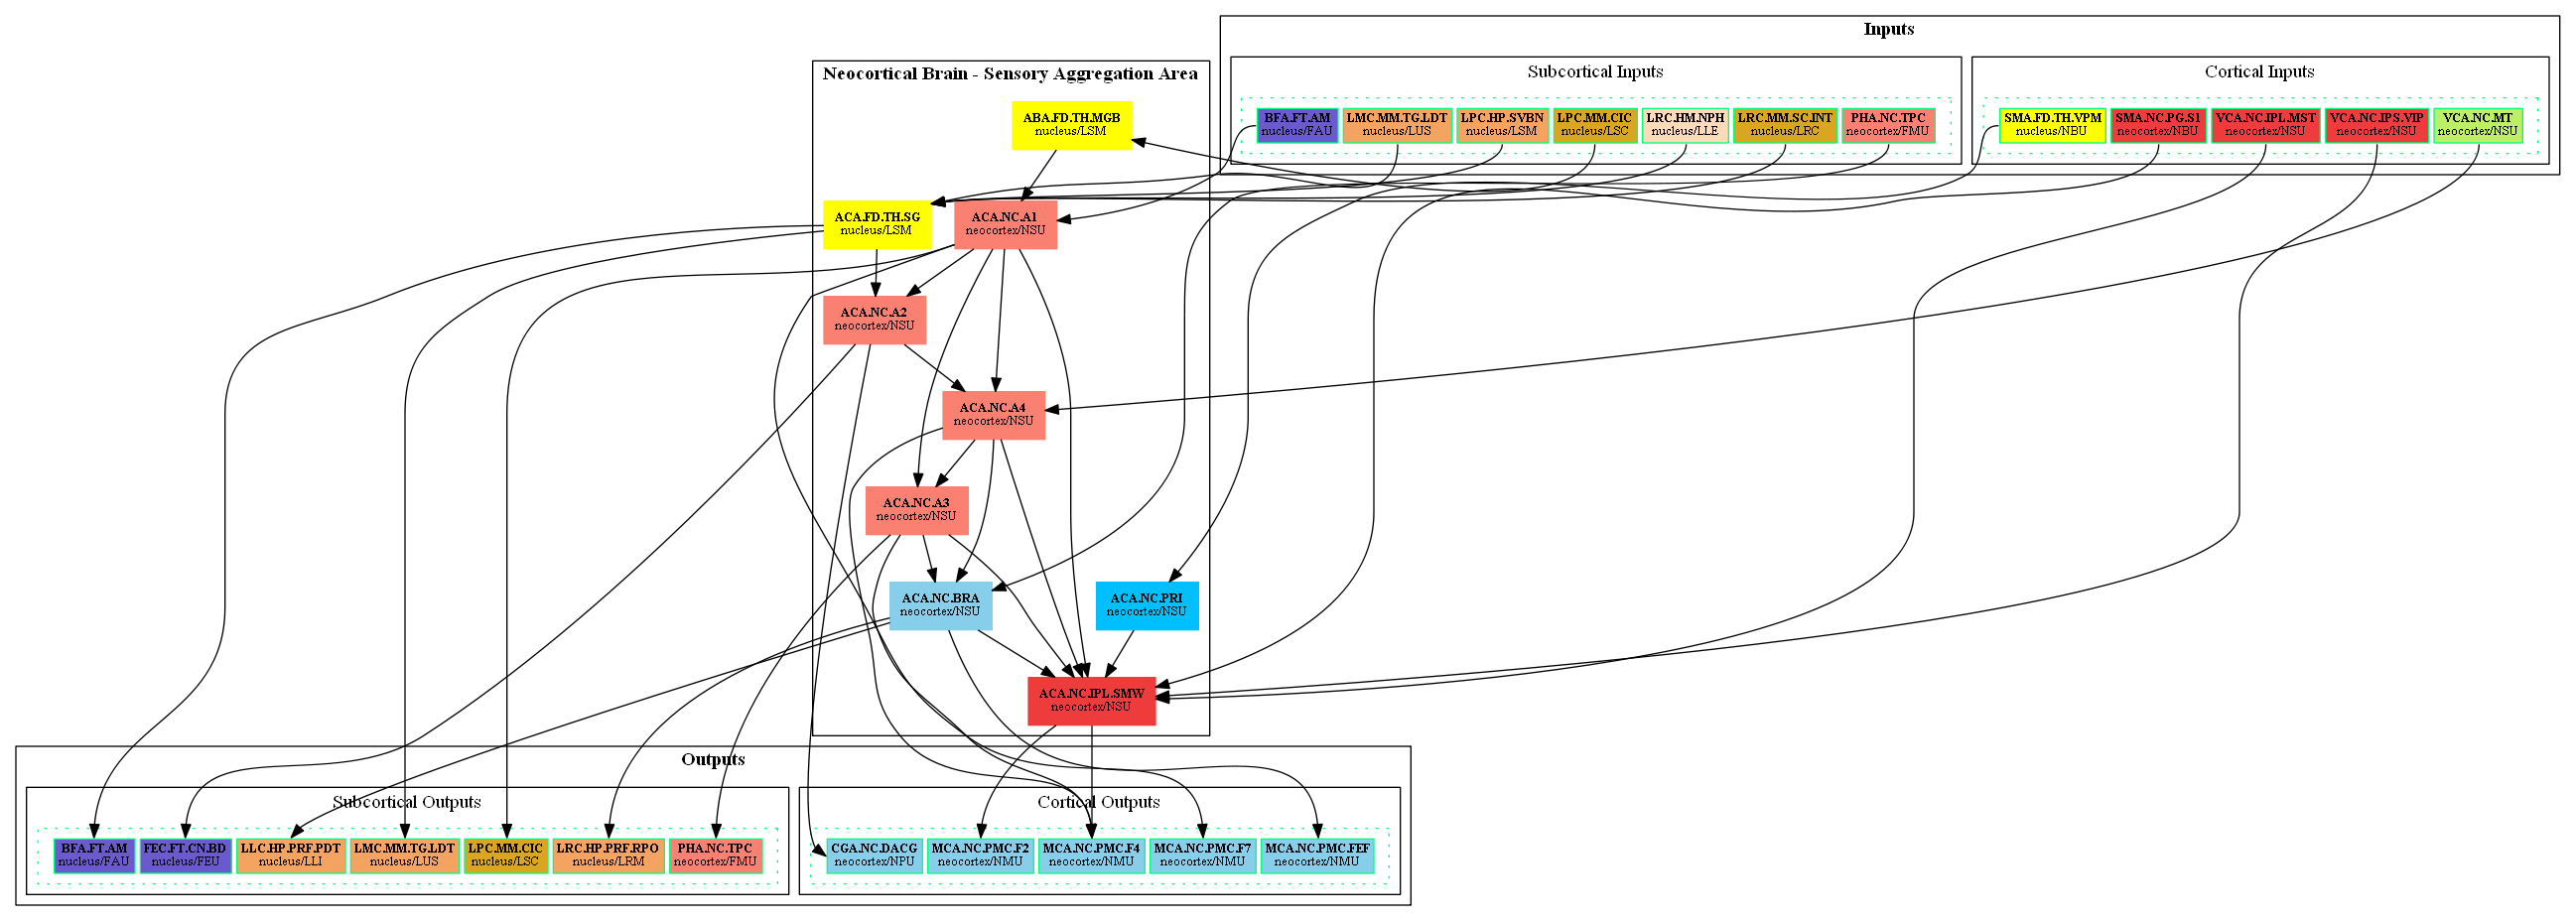 Inputs
Subcortical Inputs
Cortical Inputs
BFA.FT.AM
nucleus/FAU
LMC.MM.TG.LDT
nucleus/LUS
LPC.HP.SVBN
nucleus/LSM
LPC.MM.CIC
nucleus/LSC
LRC.HM.NPH
nucleus/LLE
LRC.MM.SC.INT
nucleus/LRC
PHA.NC.TPC
neocortex/FMU
SMA.FD.TH.VPM
nucleus/NBU
SMA.NC.PG.S1
neocortex/NBU
VCA.NC.IPL.MST
neocortex/NSU
VCA.NC.IPS.VIP
neocortex/NSU
VCA.NC.MT
neocortex/NSU
Neocortical Brain - Sensory Aggregation Area
ABA.FD.TH.MGB
nucleus/LSM
ACA.FD.TH.SG
nucleus/LSM
ACA.NC.A1
neocortex/NSU
ACA.NC.A2
neocortex/NSU
ACA.NC.A4
neocortex/NSU
ACA.NC.A3
neocortex/NSU
ACA.NC.BRA
neocortex/NSU
ACA.NC.PRI
neocortex/NSU
ACA.NC.IPL.SMW
neocortex/NSU
Outputs
Subcortical Outputs
Cortical Outputs
BFA.FT.AM
nucleus/FAU
FEC.FT.CN.BD
nucleus/FEU
LLC.HP.PRF.PDT
nucleus/LLI
LMC.MM.TG.LDT
nucleus/LUS
LPC.MM.CIC
nucleus/LSC
LRC.HP.PRF.RPO
nucleus/LRM
PHA.NC.TPC
neocortex/FMU
CGA.NC.DACG
neocortex/NPU
MCA.NC.PMC.F2
neocortex/NMU
MCA.NC.PMC.F4
neocortex/NMU
MCA.NC.PMC.F7
neocortex/NMU
MCA.NC.PMC.FEF
neocortex/NMU